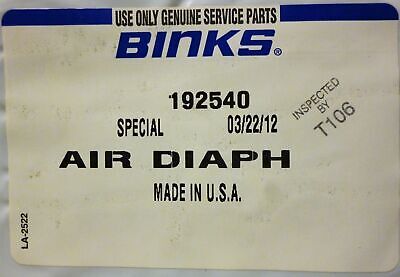 USE ONLY GENUINE SERVICE PARTS
BINKS®
192540
SPECIAL 03/22/12
AIR DIAPH
MADE IN U.S.A.
INSPECTED BY
T106
LA-2522